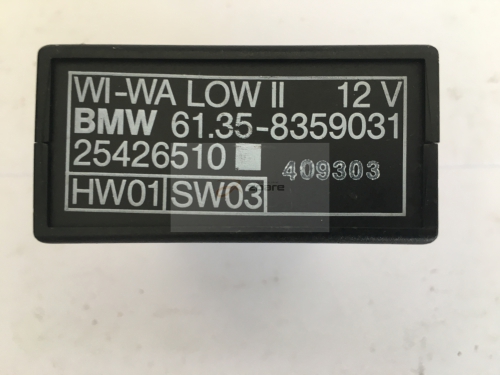 WI-WA LOW II 12 V
BMW 61.35-8359031
25426510 409303
HW01 SW03